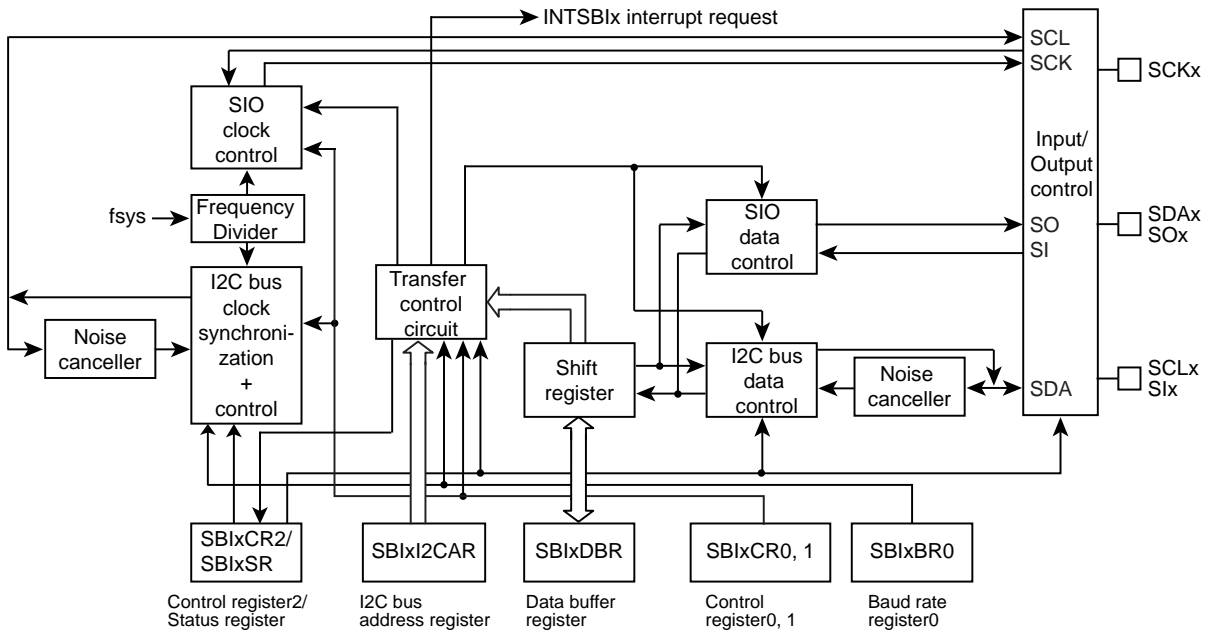 INTSBIx interrupt request
SCL
SCK
SCKx
SIO
clock
control
Input/
Output
control
fsys
Frequency
Divider
SIO
data
control
SO
SI
SDAx
SOx
I2C bus
clock
synchroni-
zation
+
control
Noise
canceller
Transfer
control
circuit
Shift
register
I2C bus
data
control
Noise
canceller
SDA
SCLx
SIx
SBIxCR2/
SBIxSR
SBIxI2CAR
SBIxDBR
SBIxCR0, 1
SBIxBR0
Control register2/
Status register
I2C bus
address register
Data buffer
register
Control
register0, 1
Baud rate
register0